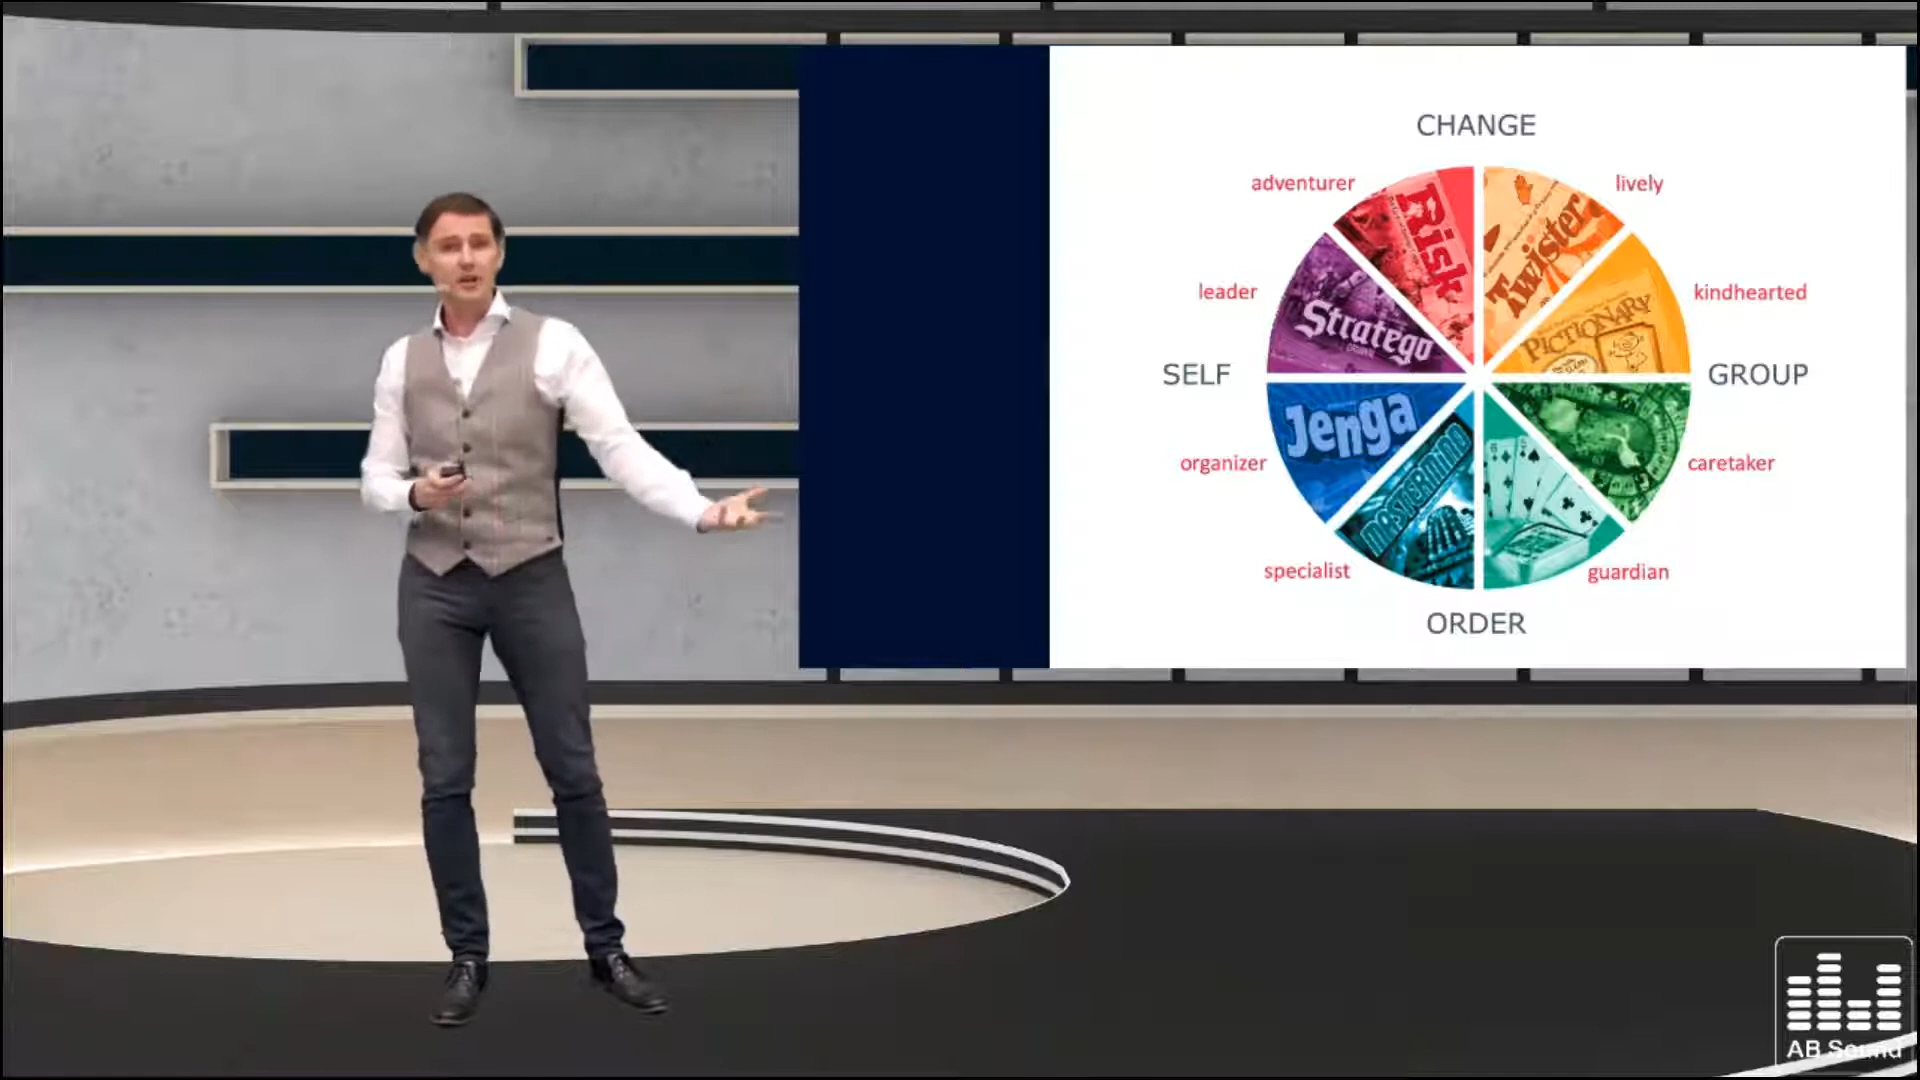 CHANGE
adventurer
lively
Risk
Twister
leader
kindhearted
Stratego
PICTIONARY
SELF
GROUP
Jenga
MASTERMIND
organizer
caretaker
specialist
guardian
ORDER
AB Sound